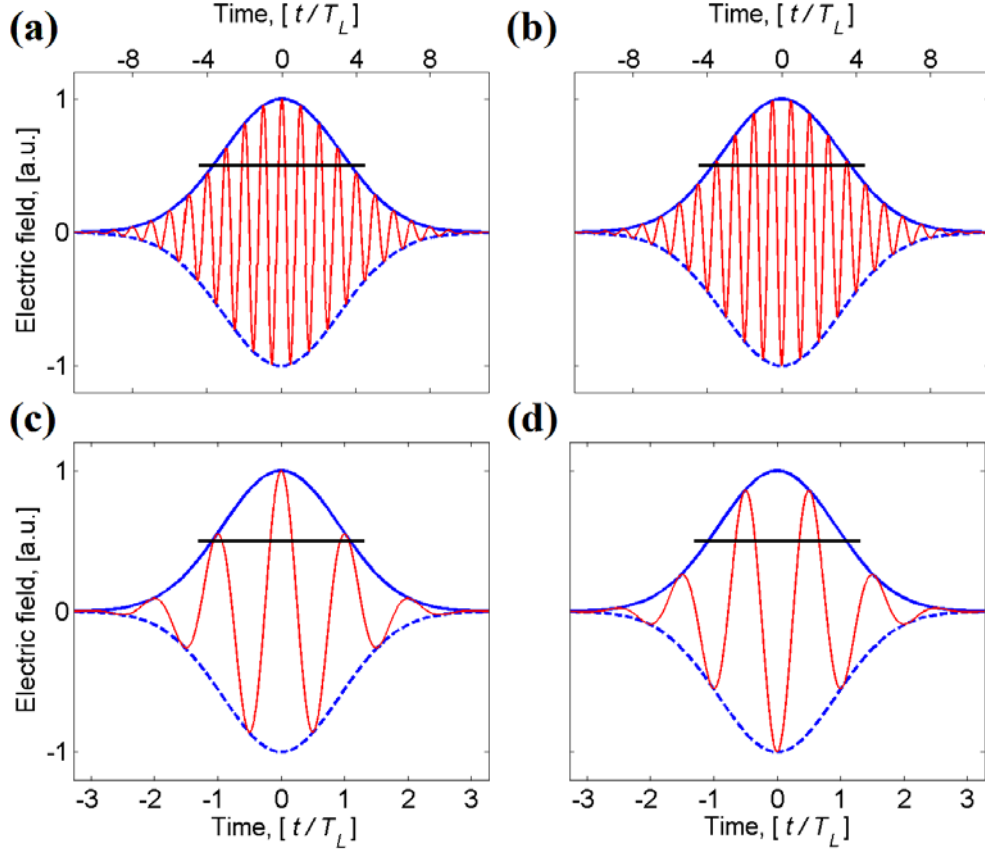 (a)
Time, [ t / T_L ]
-8 -4 0 4 8
Electric field, [a.u.]
1
0
-1
(b)
Time, [ t / T_L ]
-8 -4 0 4 8
(c)
Electric field, [a.u.]
1
0
-1
-3 -2 -1 0 1 2 3
Time, [ t / T_L ]
(d)
-3 -2 -1 0 1 2 3
Time, [ t / T_L ]